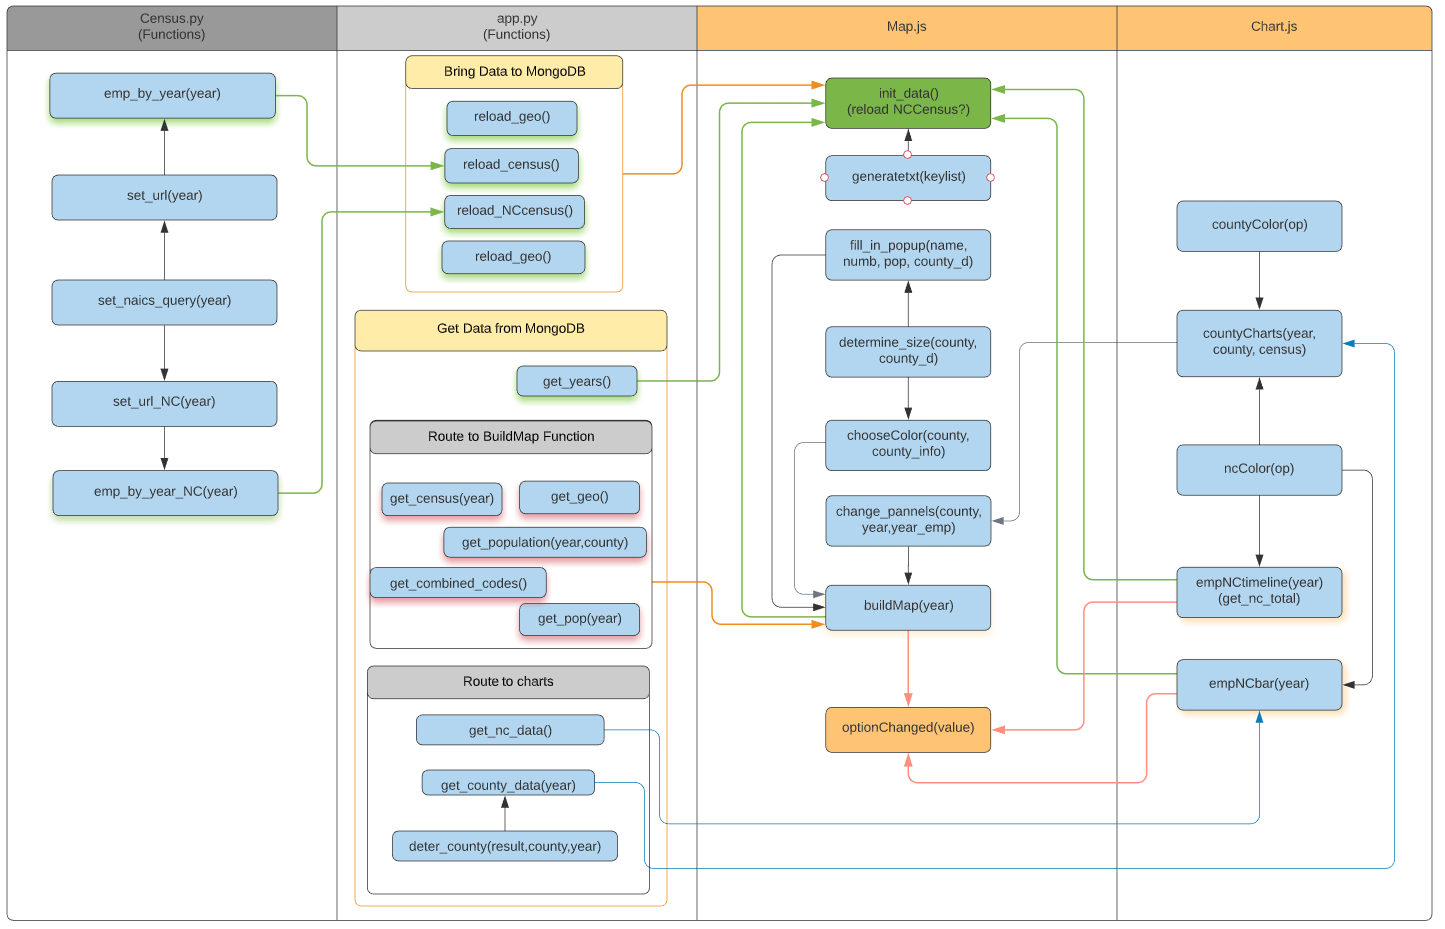 Census.py
(Functions)
app.py
(Functions)
Map.js
Chart.js
emp_by_year(year)
set_url(year)
set_naics_query(year)
set_url_NC(year)
emp_by_year_NC(year)
Bring Data to MongoDB
reload_geo()
reload_census()
reload_NCcensus()
reload_geo()
Get Data from MongoDB
get_years()
Route to BuildMap Function
get_census(year)
get_geo()
get_population(year,county)
get_combined_codes()
get_pop(year)
Route to charts
get_nc_data()
get_county_data(year)
deter_county(result,county,year)
init_data()
(reload NCCensus?)
generatetxt(keylist)
fill_in_popup(name,
numb, pop, county_d)
determine_size(county,
county_d)
chooseColor(county,
county_info)
change_pannels(county,
year,year_emp)
buildMap(year)
optionChanged(value)
countyColor(op)
countyCharts(year,
county, census)
ncColor(op)
empNCtimeline(year)
(get_nc_total)
empNCbar(year)